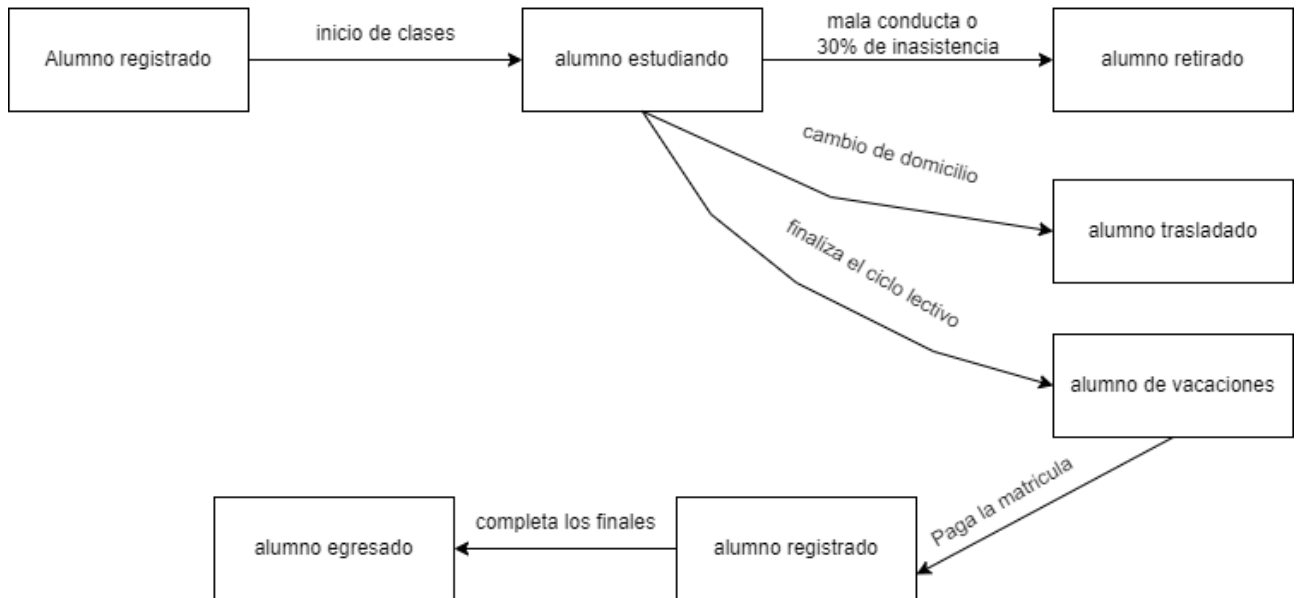 Alumno registrado
inicio de clases
alumno estudiando
mala conducta o
30% de inasistencia
alumno retirado
cambio de domicilio
alumno trasladado
finaliza el ciclo lectivo
alumno de vacaciones
Paga la matricula
alumno registrado
completa los finales
alumno egresado